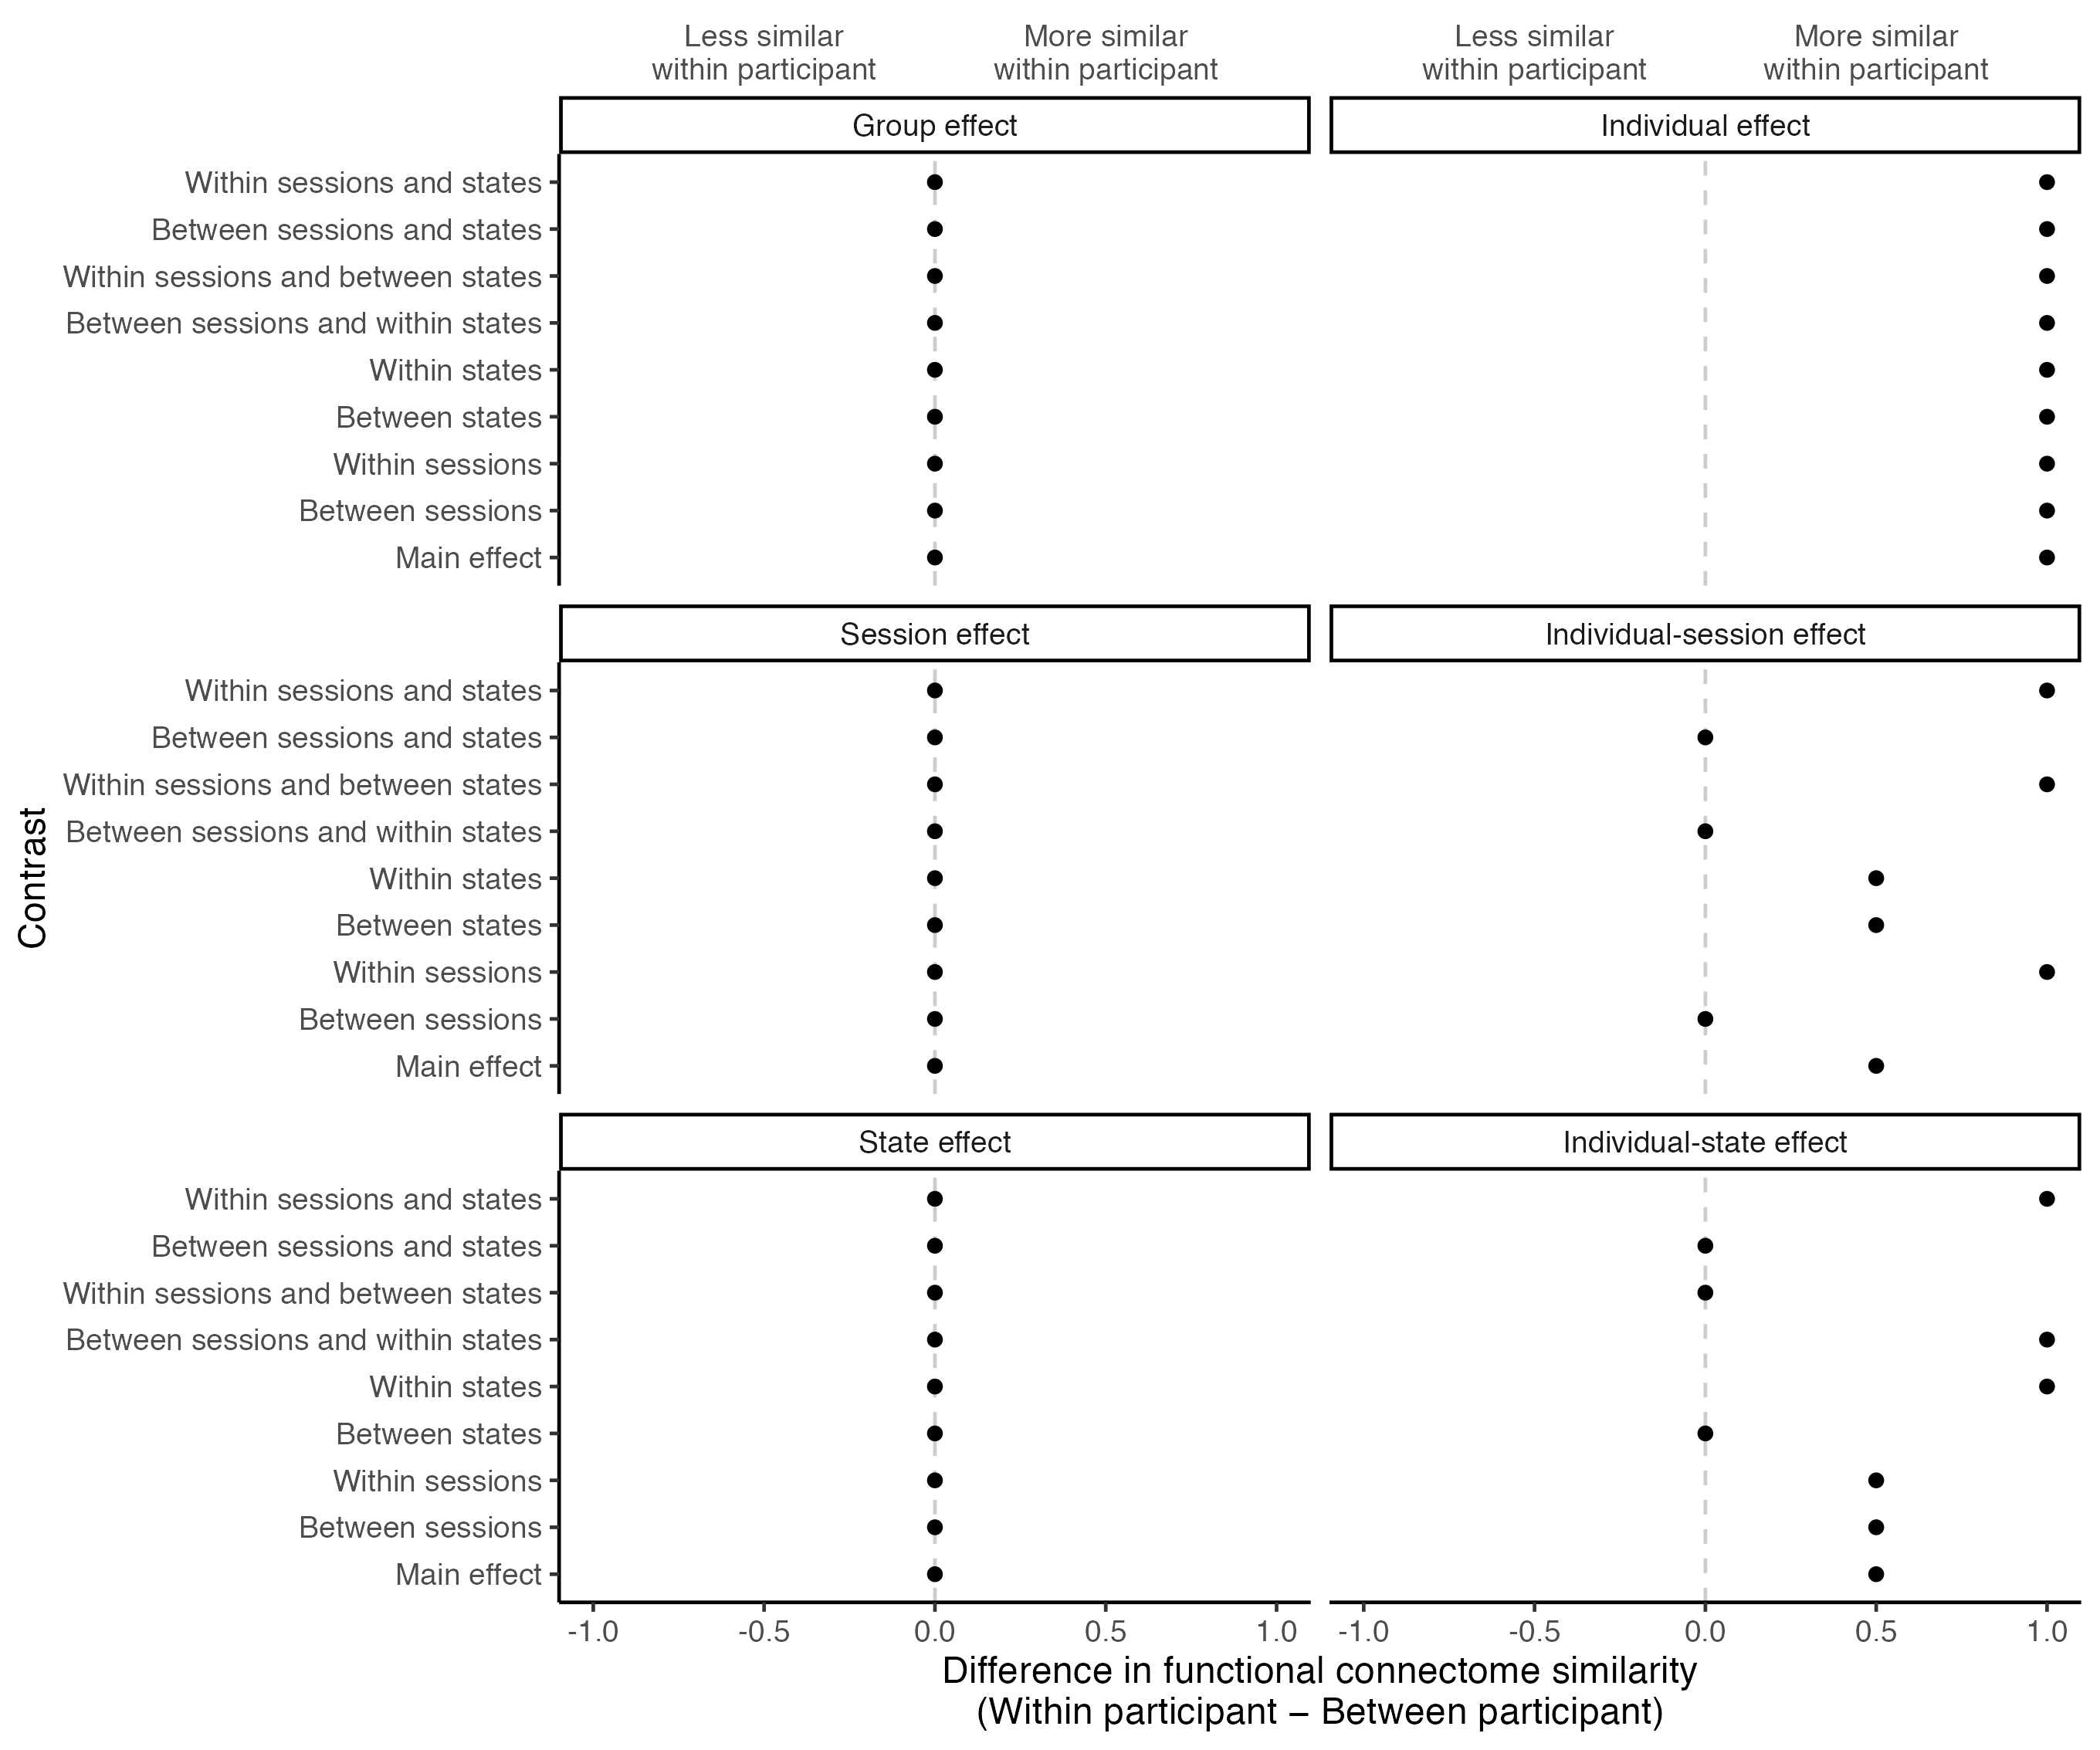 Less similar
within participant
More similar
within participant
Less similar
within participant
More similar
within participant
Group effect
Individual effect
Within sessions and states
Between sessions and states
Within sessions and between states
Between sessions and within states
Within states
Between states
Within sessions
Between sessions
Main effect
Session effect
Individual-session effect
Contrast
Within sessions and states
Between sessions and states
Within sessions and between states
Between sessions and within states
Within states
Between states
Within sessions
Between sessions
Main effect
State effect
Individual-state effect
Within sessions and states
Between sessions and states
Within sessions and between states
Between sessions and within states
Within states
Between states
Within sessions
Between sessions
Main effect
-1.0 -0.5 0.0 0.5 1.0
-1.0 -0.5 0.0 0.5 1.0
Difference in functional connectome similarity
(Within participant – Between participant)